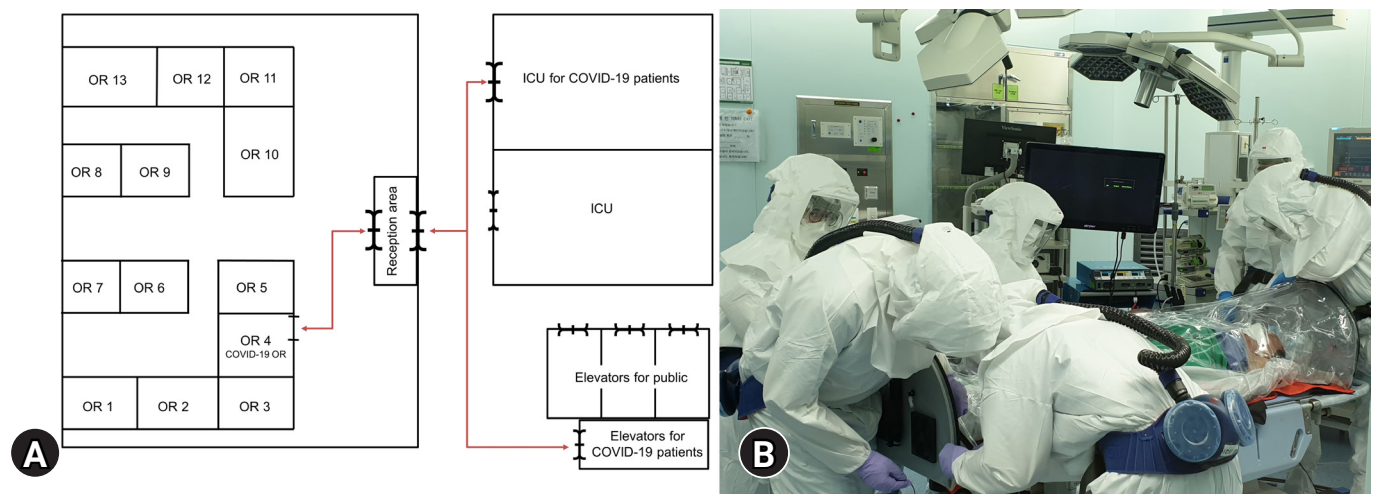 OR 13
OR 12
OR 11
OR 10
OR 8
OR 9
OR 7
OR 6
OR 5
OR 4
COVID-19 OR
OR 1
OR 2
OR 3
Reception area
ICU for COVID-19 patients
ICU
Elevators for public
Elevators for
COVID-19 patients
A
ViewSonic
B